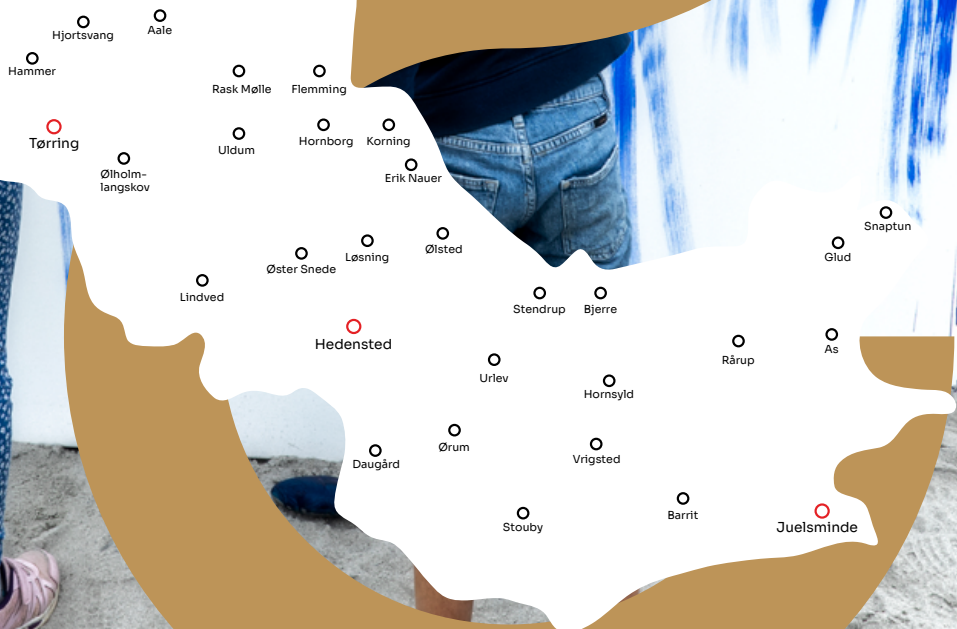 Aale
Hjortsvang
Hammer
Rask Mølle
Flemming
Tørring
Uldum
Hornborg
Korning
Ølholm-
langskov
Erik Nauer
Snaptun
Øster Snede
Løsning
Ølsted
Glud
Lindved
Stendrup
Bjerre
Hedensted
As
Rårup
Urlev
Hornsyld
Ørum
Daugård
Vrigsted
Barrit
Stouby
Juelsminde